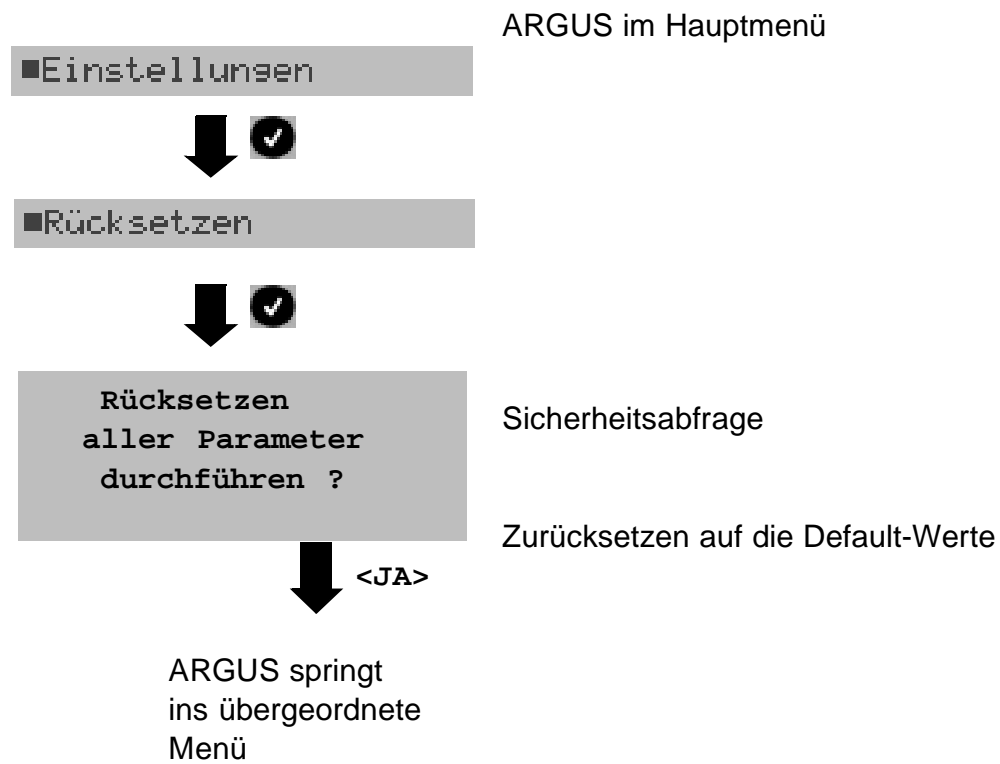 ARGUS im Hauptmenü
■Einstellungen
■Rücksetzen
Rücksetzen
aller Parameter
durchführen ?
Sicherheitsabfrage
Zurücksetzen auf die Default-Werte
<JA>
ARGUS springt
ins übergeordnete
Menü